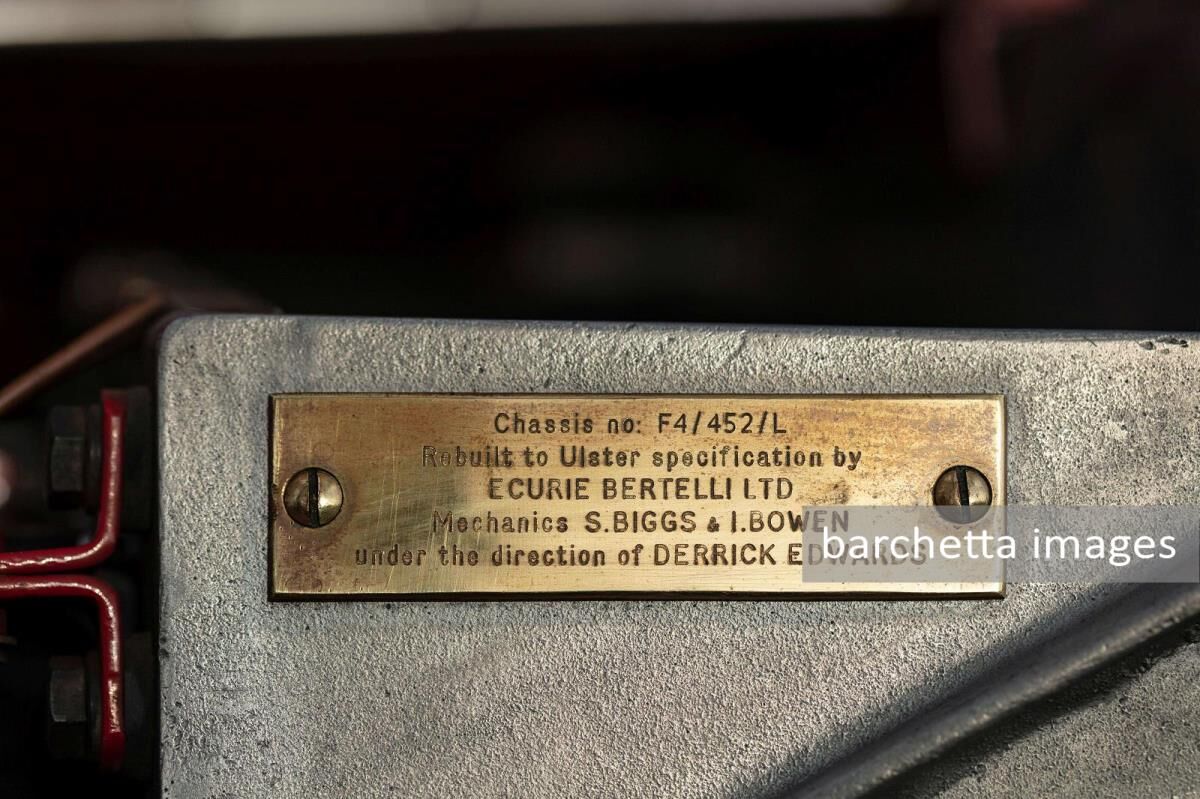 Chassis no: F4/452/L
Rebuilt to Ulster specification by
ECURIE BERTELLI LTD
Mechanics S.BIGGS & I.BOWEN
under the direction of DERRICK EDWARDS
barchetta images